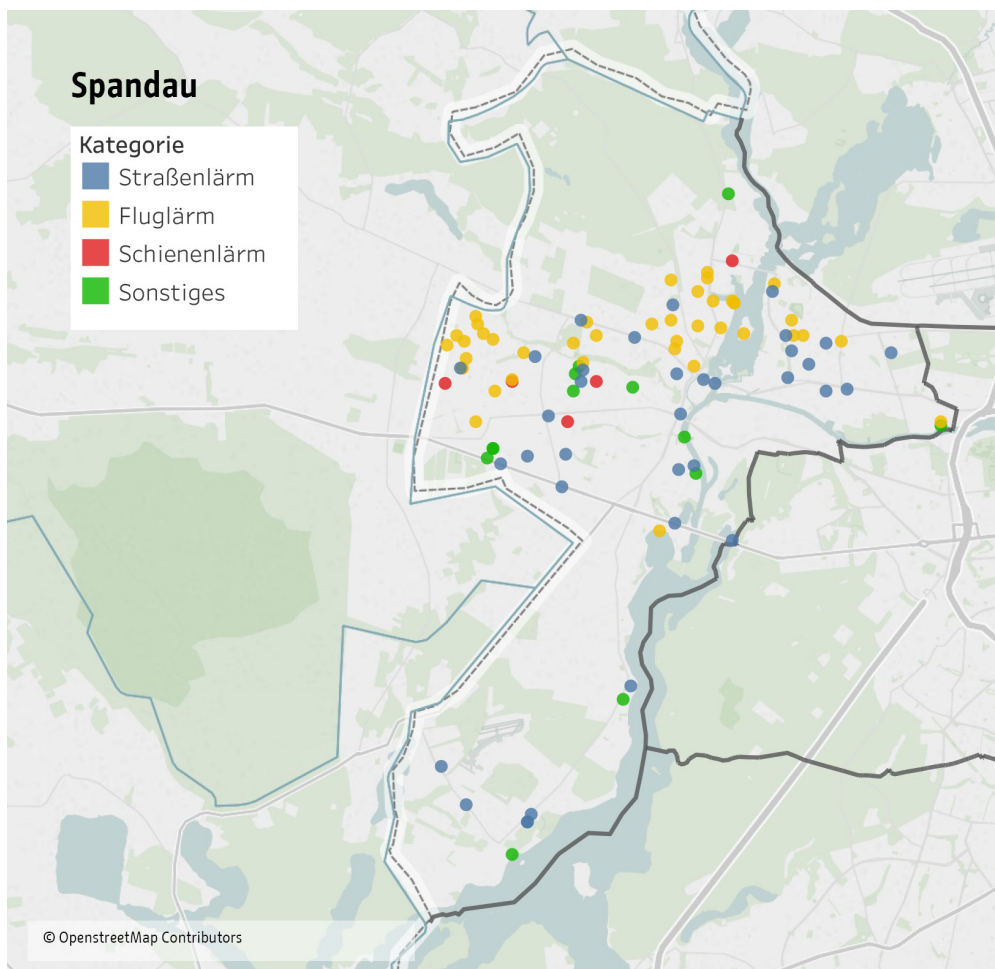 Spandau
Kategorie
Straßenlärm
Fluglärm
Schienenlärm
Sonstiges
© OpenstreetMap Contributors